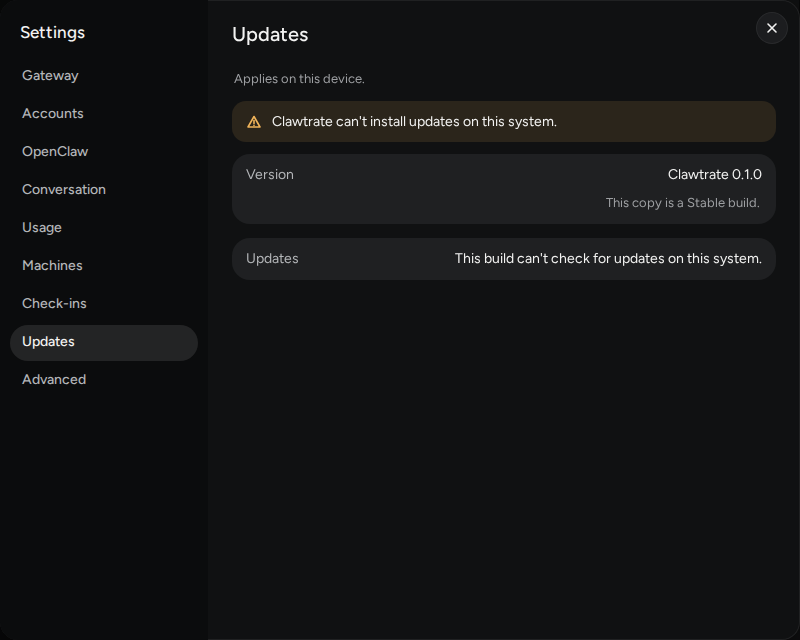 Settings
Gateway
Accounts
OpenClaw
Conversation
Usage
Machines
Check-ins
Updates
Advanced
Updates
Applies on this device.
Clawtrate can't install updates on this system.
Version
Clawtrate 0.1.0
This copy is a Stable build.
Updates
This build can't check for updates on this system.